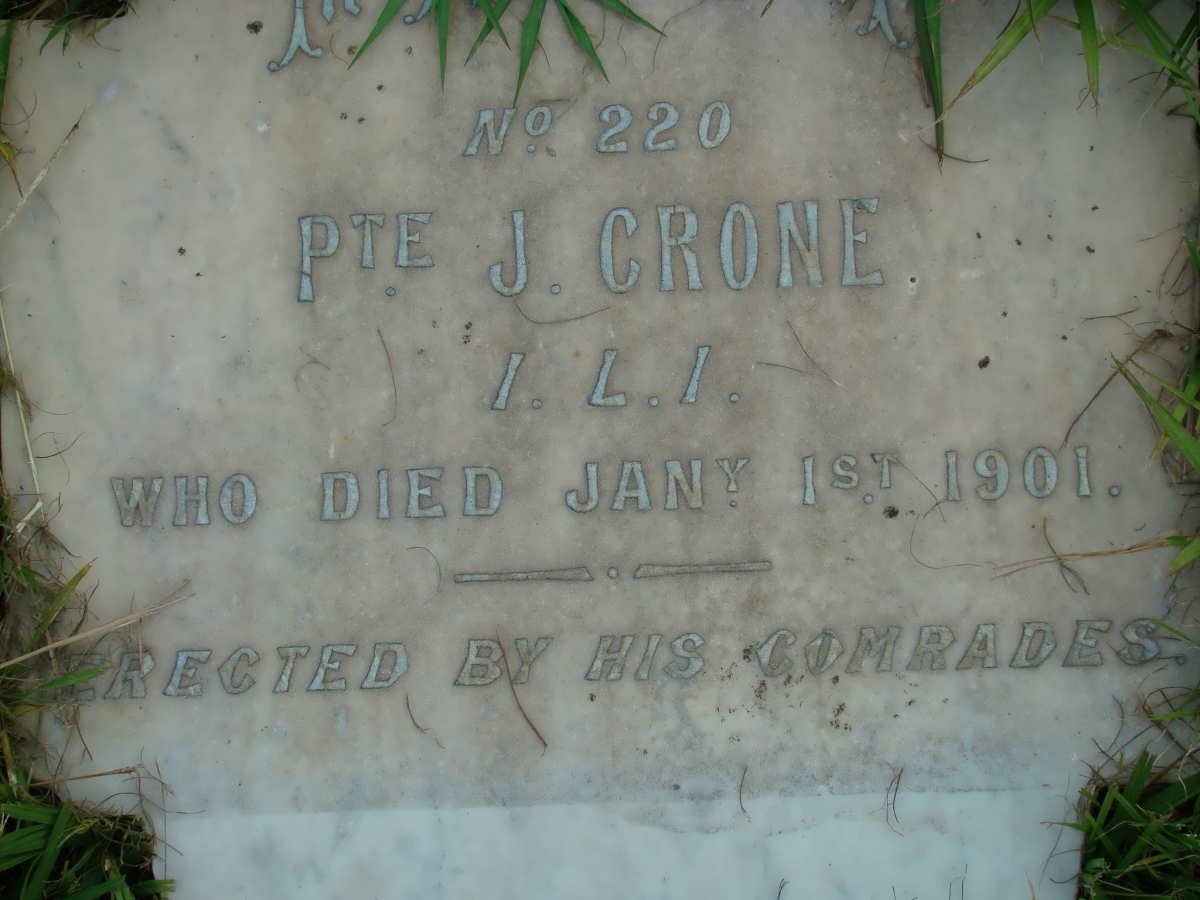 No. 220
PTE. J. CRONE
I. L. I.
WHO DIED JANY. 1ST. 1901.
ERECTED BY HIS COMRADES.